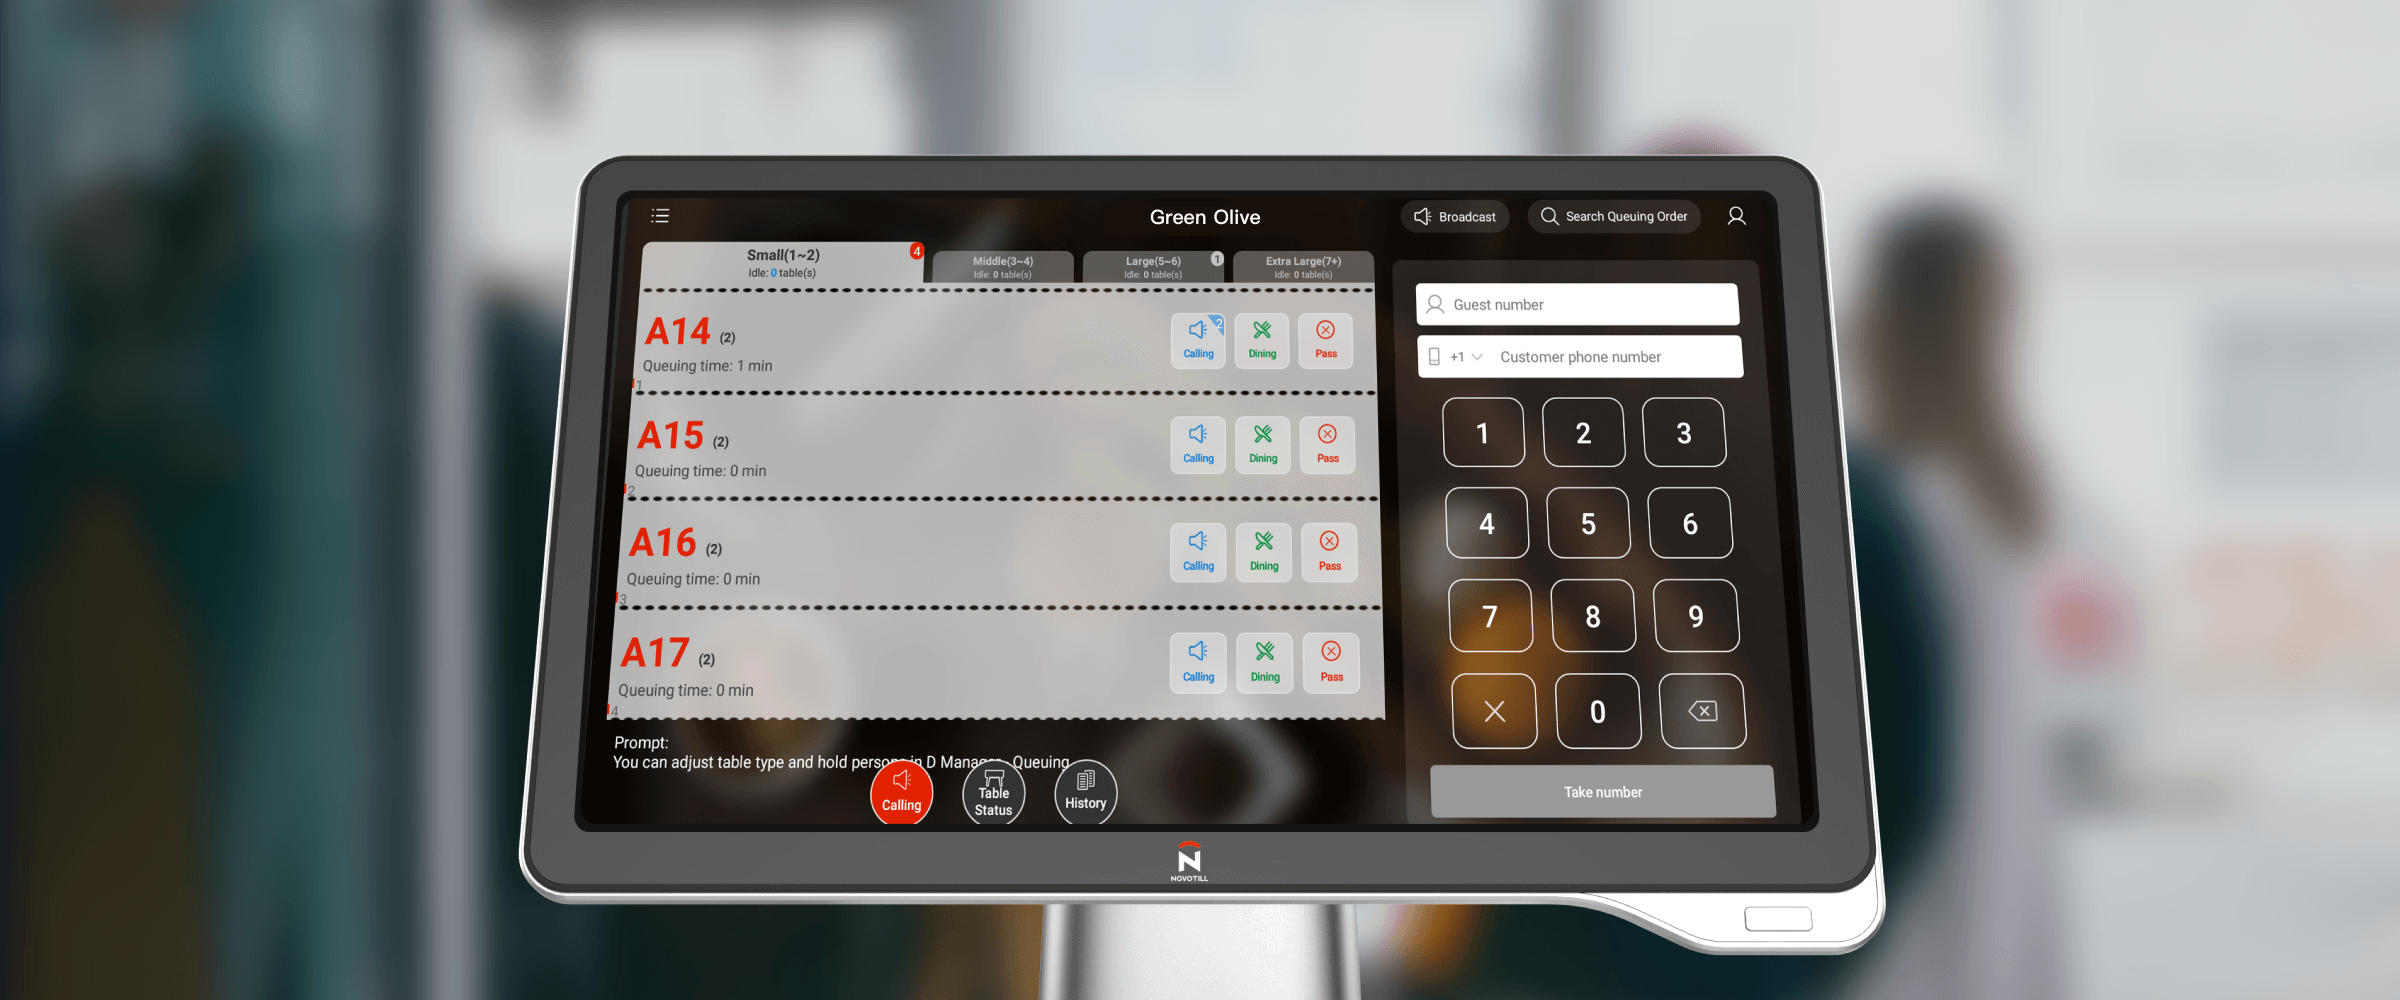 Green Olive
Broadcast
Search Queuing Order
Small(1~2)
Idle: 0 table(s)
4
Middle(3~4)
Idle: 0 table(s)
Large(5~6)
Idle: 0 table(s)
1
Extra Large(7+)
Idle: 0 table(s)
A14 (2)
Queuing time: 1 min
1
2
Calling
Dining
Pass
A15 (2)
Queuing time: 0 min
2
Calling
Dining
Pass
A16 (2)
Queuing time: 0 min
3
Calling
Dining
Pass
A17 (2)
Queuing time: 0 min
4
Calling
Dining
Pass
Prompt:
You can adjust table type and hold persons in D Manager Queuing
Calling
Table
Status
History
Guest number
+1 Customer phone number
1 2 3
4 5 6
7 8 9
0
Take number
N
NOVOTILL